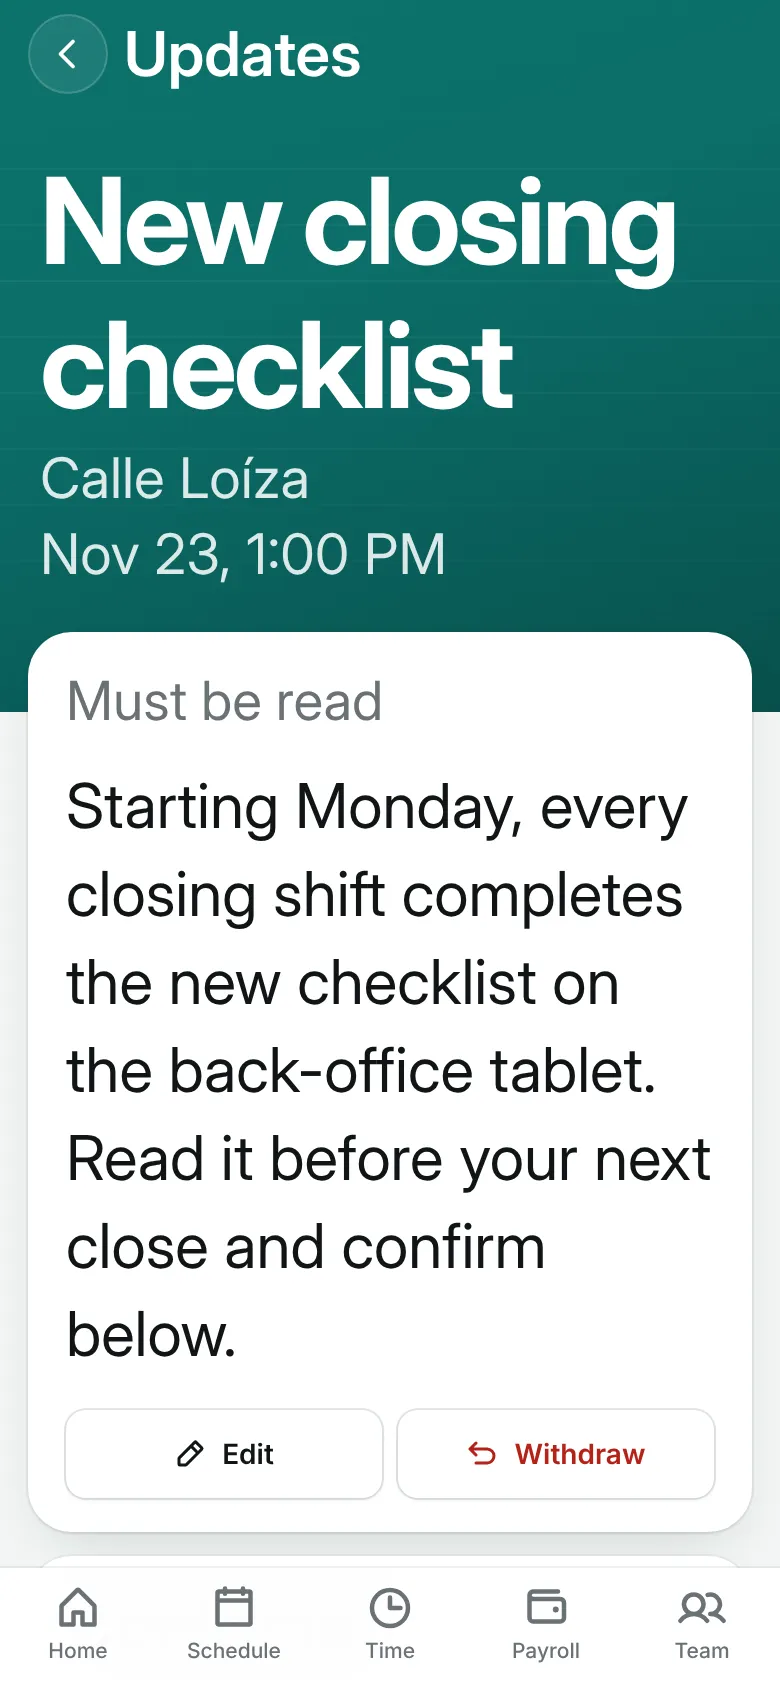 Updates
New closing
checklist
Calle Loíza
Nov 23, 1:00 PM
Must be read
Starting Monday, every
closing shift completes
the new checklist on
the back-office tablet.
Read it before your next
close and confirm
below.
Edit
Withdraw
Home
Schedule
Time
Payroll
Team